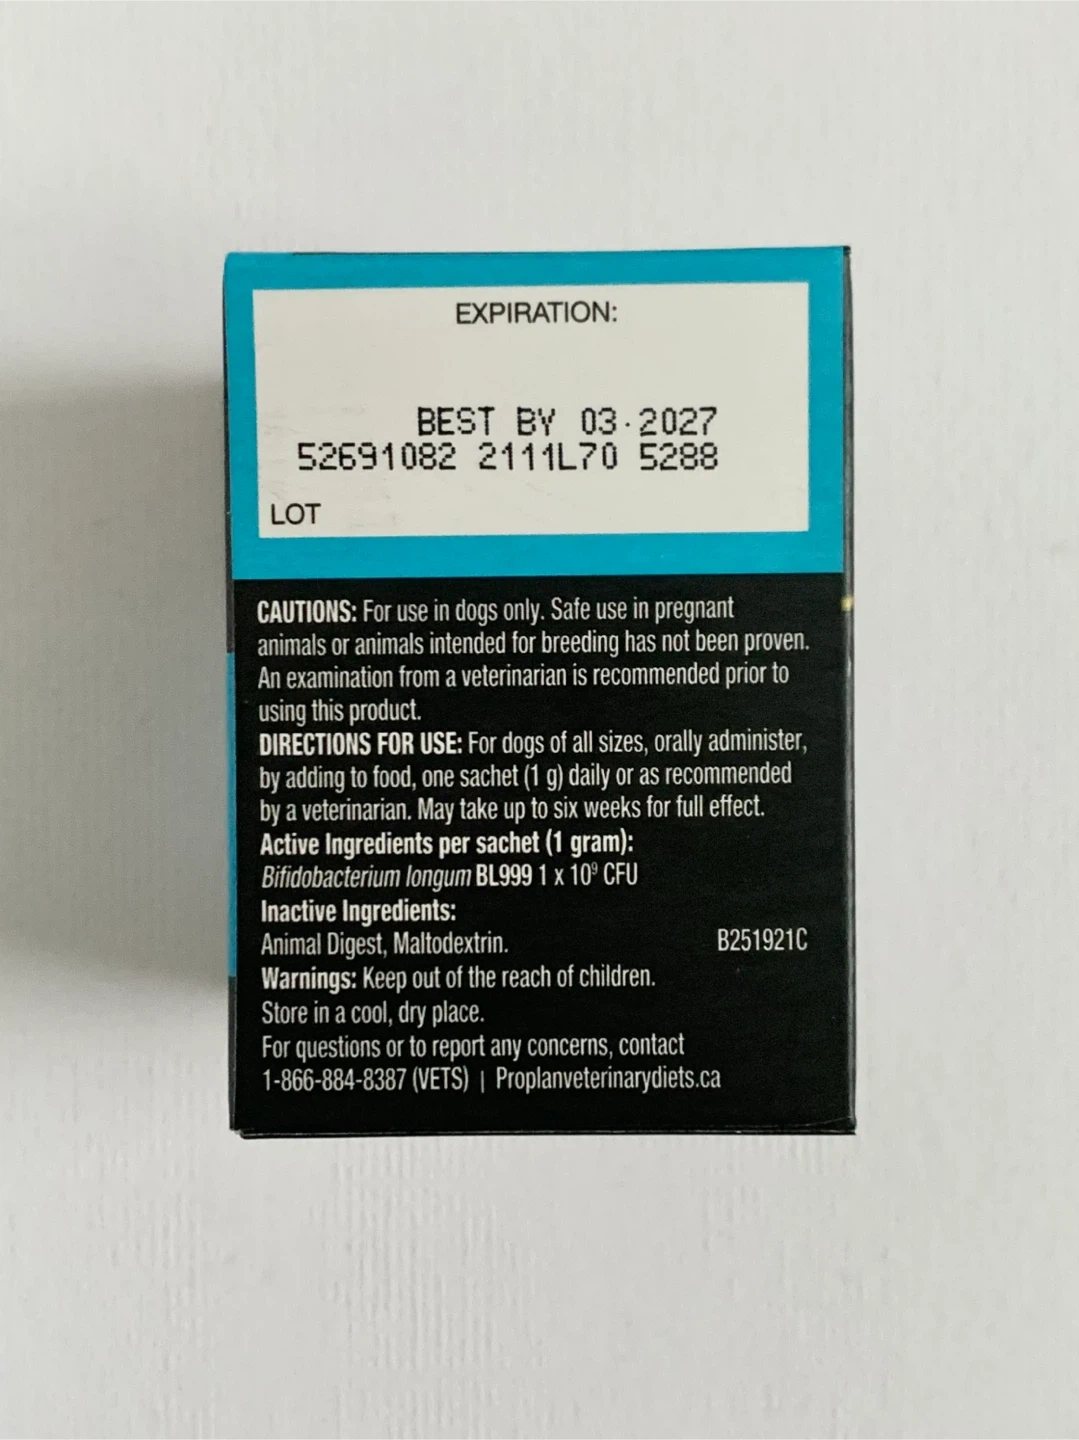 EXPIRATION:
BEST BY 03·2027
52691082 2111L70 5288
LOT
CAUTIONS: For use in dogs only. Safe use in pregnant
animals or animals intended for breeding has not been proven.
An examination from a veterinarian is recommended prior to
using this product.
DIRECTIONS FOR USE: For dogs of all sizes, orally administer,
by adding to food, one sachet (1 g) daily or as recommended
by a veterinarian. May take up to six weeks for full effect.
Active Ingredients per sachet (1 gram):
Bifidobacterium longum BL999 1 x 10⁹ CFU
Inactive Ingredients:
Animal Digest, Maltodextrin. B251921C
Warnings: Keep out of the reach of children.
Store in a cool, dry place.
For questions or to report any concerns, contact
1-866-884-8387 (VETS) | Proplanveterinarydiets.ca